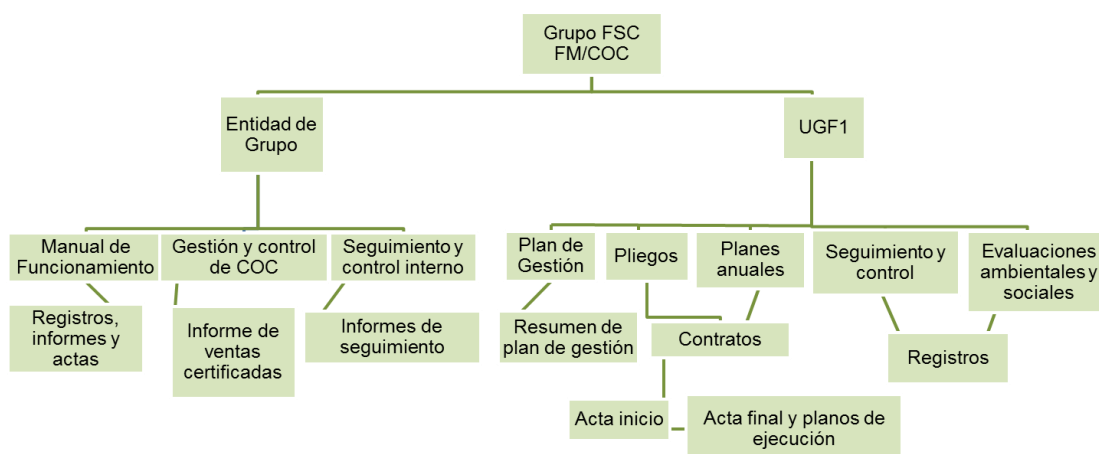 Grupo FSC
FM/COC
Entidad de
Grupo
UGF1
Manual de
Funcionamiento
Gestión y control
de COC
Seguimiento y
control interno
Plan de
Gestión
Pliegos
Planes
anuales
Seguimiento y
control
Evaluaciones
ambientales y
sociales
Registros,
informes y
actas
Informe de
ventas
certificadas
Informes de
seguimiento
Resumen de
plan de gestión
Contratos
Registros
Acta inicio
Acta final y planos de
ejecución